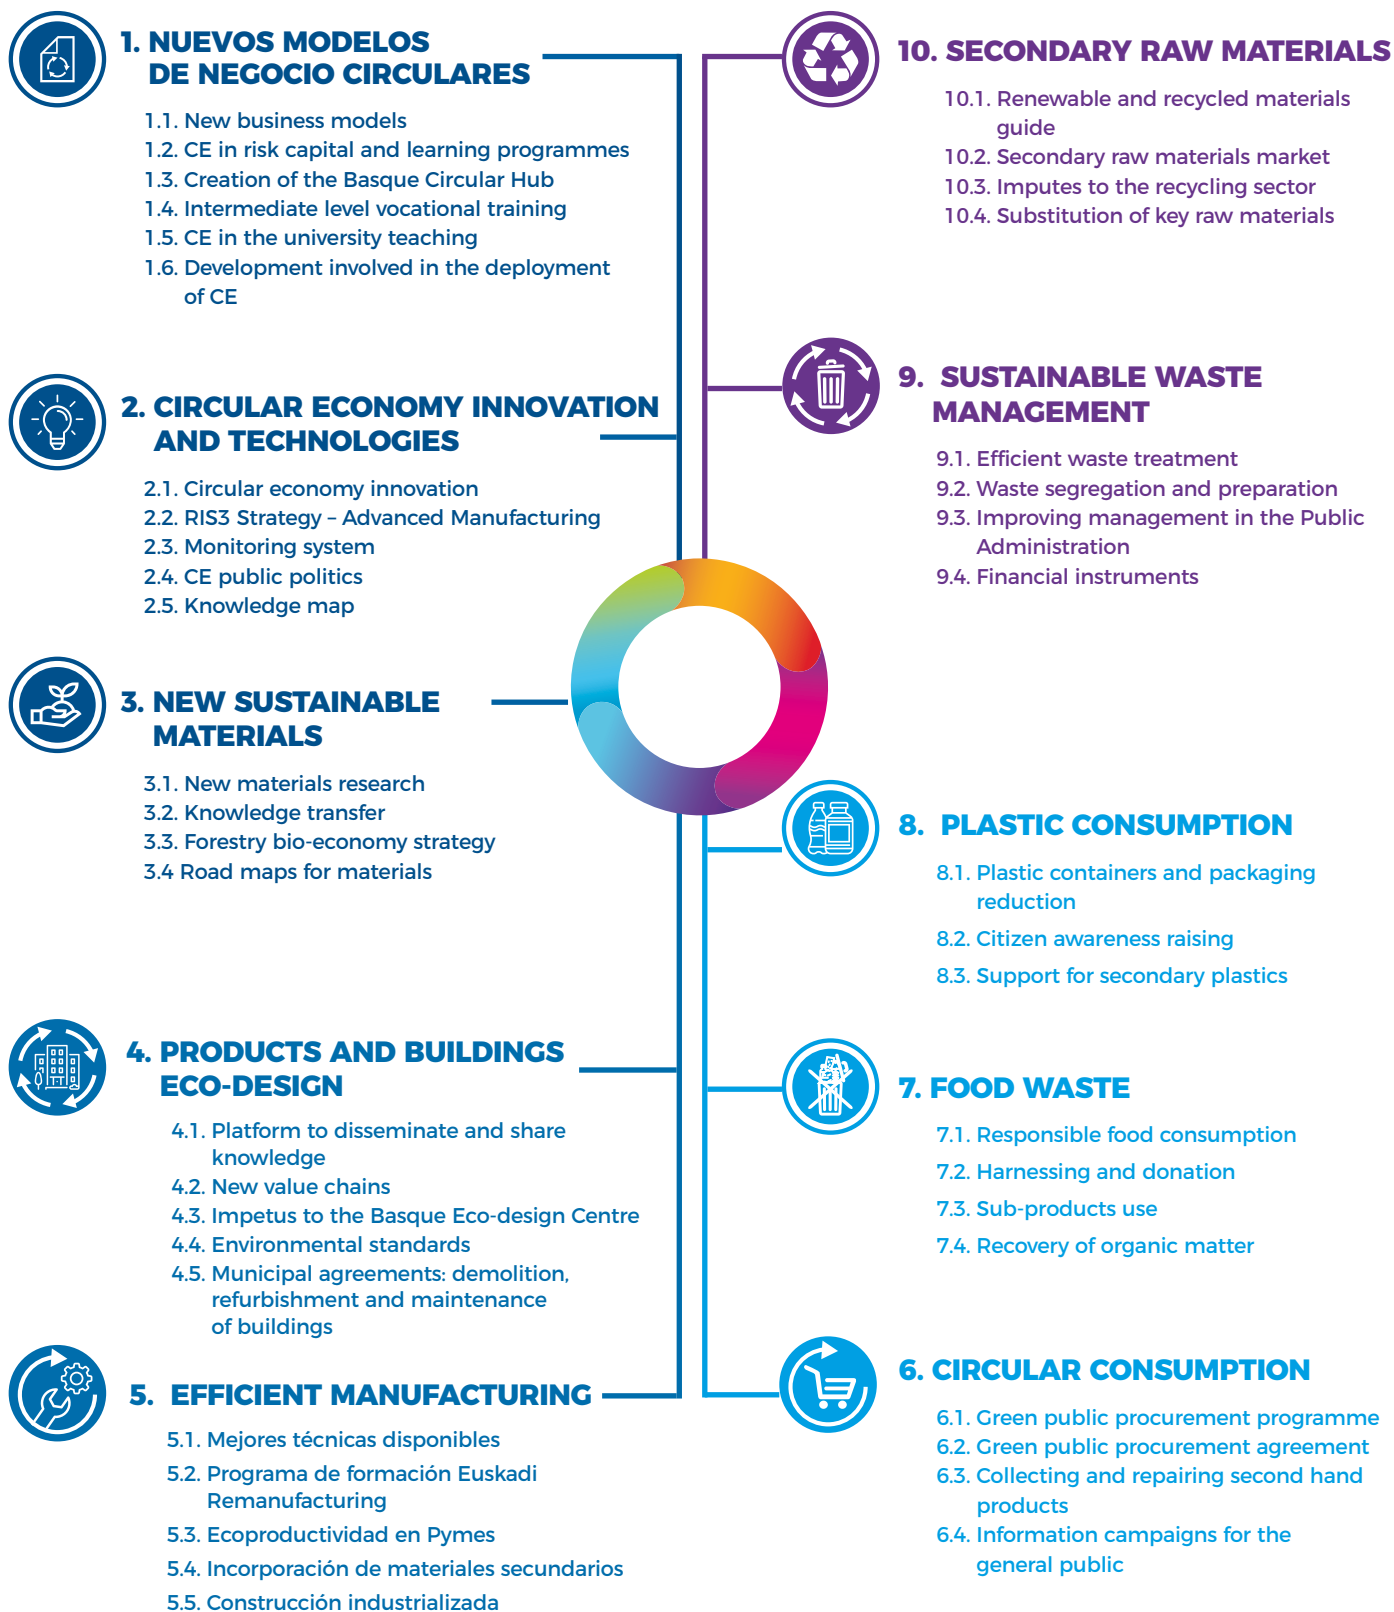 1. NUEVOS MODELOS
DE NEGOCIO CIRCULARES
1.1. New business models
1.2. CE in risk capital and learning programmes
1.3. Creation of the Basque Circular Hub
1.4. Intermediate level vocational training
1.5. CE in the university teaching
1.6. Development involved in the deployment
of CE
2. CIRCULAR ECONOMY INNOVATION
AND TECHNOLOGIES
2.1. Circular economy innovation
2.2. RIS3 Strategy – Advanced Manufacturing
2.3. Monitoring system
2.4. CE public politics
2.5. Knowledge map
3. NEW SUSTAINABLE
MATERIALS
3.1. New materials research
3.2. Knowledge transfer
3.3. Forestry bio-economy strategy
3.4 Road maps for materials
4. PRODUCTS AND BUILDINGS
ECO-DESIGN
4.1. Platform to disseminate and share
knowledge
4.2. New value chains
4.3. Impetus to the Basque Eco-design Centre
4.4. Environmental standards
4.5. Municipal agreements: demolition,
refurbishment and maintenance
of buildings
5. EFFICIENT MANUFACTURING
5.1. Mejores técnicas disponibles
5.2. Programa de formación Euskadi
Remanufacturing
5.3. Ecoproductividad en Pymes
5.4. Incorporación de materiales secundarios
5.5. Construcción industrializada
10. SECONDARY RAW MATERIALS
10.1. Renewable and recycled materials
guide
10.2. Secondary raw materials market
10.3. Imputes to the recycling sector
10.4. Substitution of key raw materials
9. SUSTAINABLE WASTE
MANAGEMENT
9.1. Efficient waste treatment
9.2. Waste segregation and preparation
9.3. Improving management in the Public
Administration
9.4. Financial instruments
8. PLASTIC CONSUMPTION
8.1. Plastic containers and packaging
reduction
8.2. Citizen awareness raising
8.3. Support for secondary plastics
7. FOOD WASTE
7.1. Responsible food consumption
7.2. Harnessing and donation
7.3. Sub-products use
7.4. Recovery of organic matter
6. CIRCULAR CONSUMPTION
6.1. Green public procurement programme
6.2. Green public procurement agreement
6.3. Collecting and repairing second hand
products
6.4. Information campaigns for the
general public